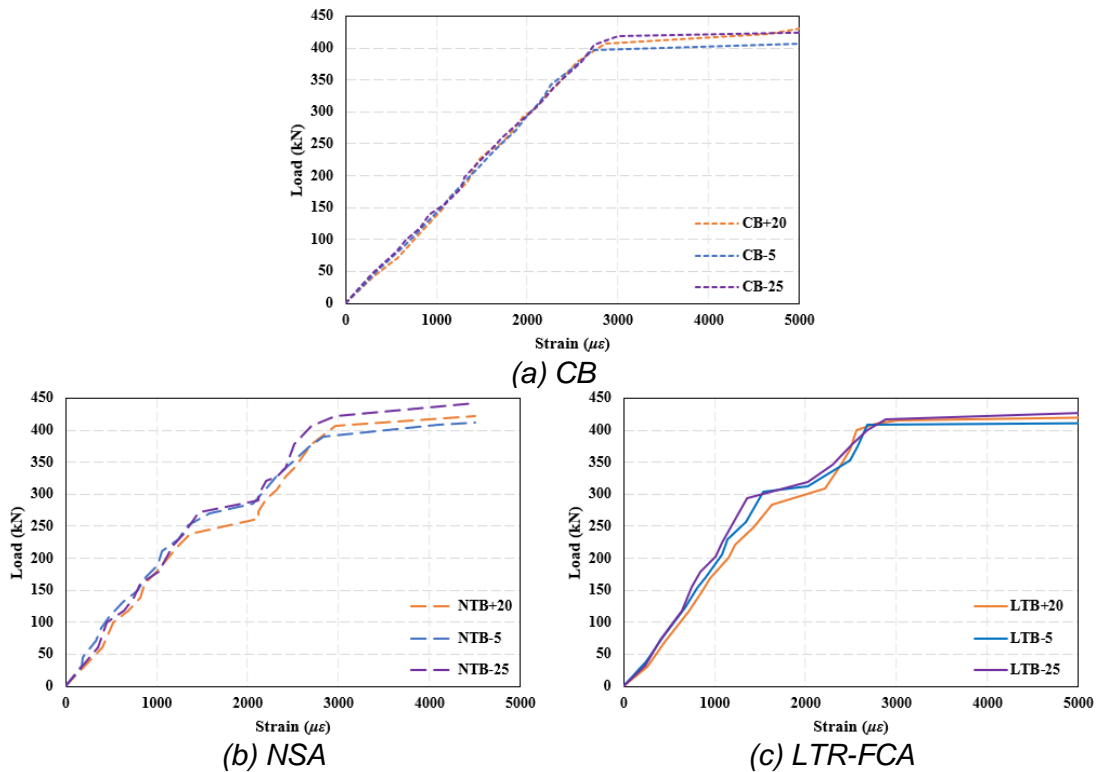 450
400
350
300
250
200
150
100
50
0
Load (kN)
CB+20
CB-5
CB-25
0 1000 2000 3000 4000 5000
Strain (με)
(a) CB
450
400
350
300
250
200
150
100
50
0
Load (kN)
NTB+20
NTB-5
NTB-25
0 1000 2000 3000 4000 5000
Strain (με)
(b) NSA
450
400
350
300
250
200
150
100
50
0
Load (kN)
LTB+20
LTB-5
LTB-25
0 1000 2000 3000 4000 5000
Strain (με)
(c) LTR-FCA